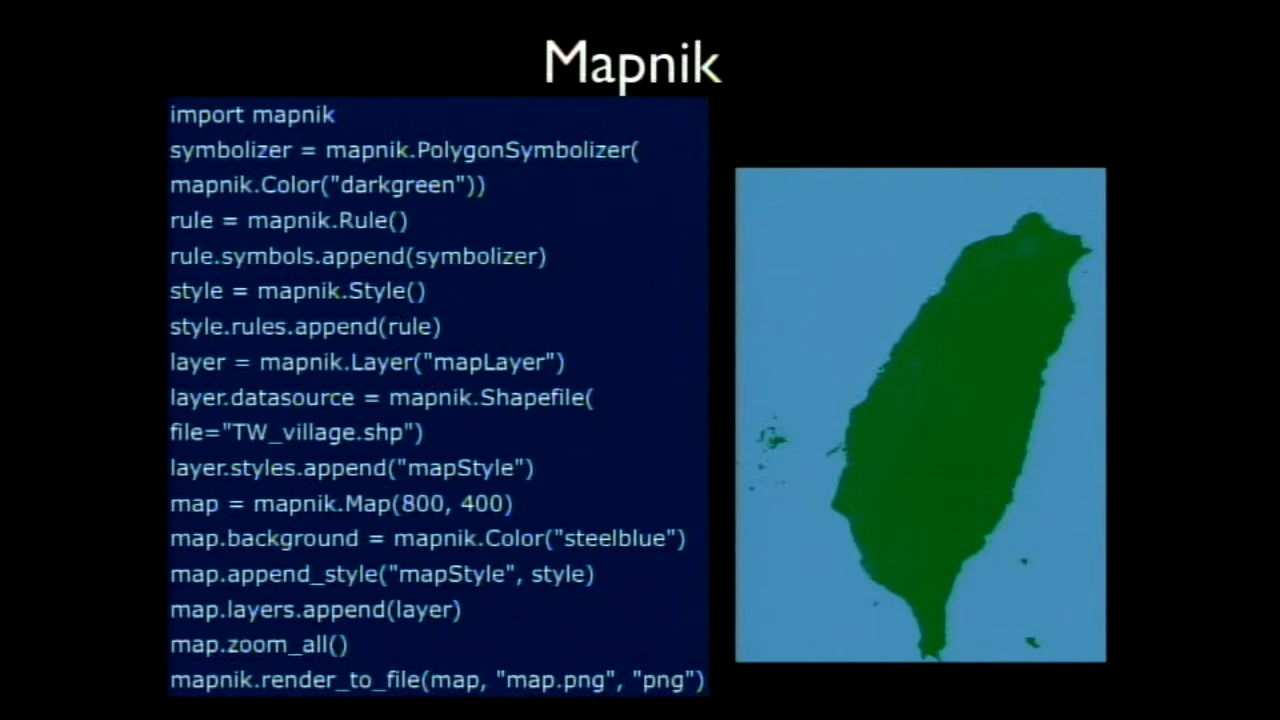 Mapnik
import mapnik
symbolizer = mapnik.PolygonSymbolizer(
mapnik.Color("darkgreen"))
rule = mapnik.Rule()
rule.symbols.append(symbolizer)
style = mapnik.Style()
style.rules.append(rule)
layer = mapnik.Layer("mapLayer")
layer.datasource = mapnik.Shapefile(
file="TW_village.shp")
layer.styles.append("mapStyle")
map = mapnik.Map(800, 400)
map.background = mapnik.Color("steelblue")
map.append_style("mapStyle", style)
map.layers.append(layer)
map.zoom_all()
mapnik.render_to_file(map, "map.png", "png")